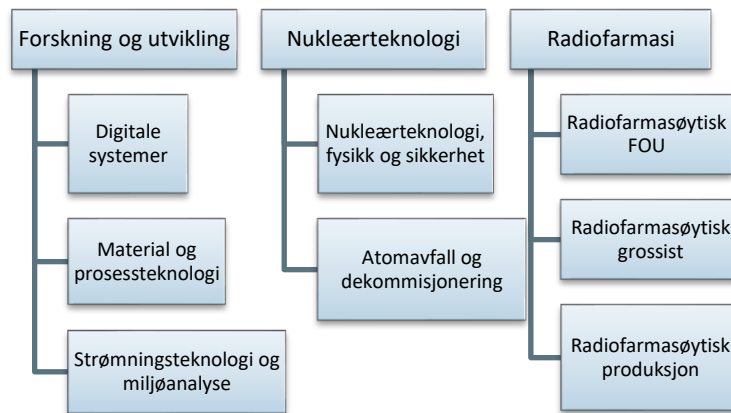 Forskning og utvikling
Digitale
systemer
Material og
prosessteknologi
Strømningsteknologi og
miljøanalyse
Nukleærteknologi
Nukleærteknologi,
fysikk og sikkerhet
Atomavfall og
dekommisjonering
Radiofarmasi
Radiofarmasøytisk
FOU
Radiofarmasøytisk
grossist
Radiofarmasøytisk
produksjon